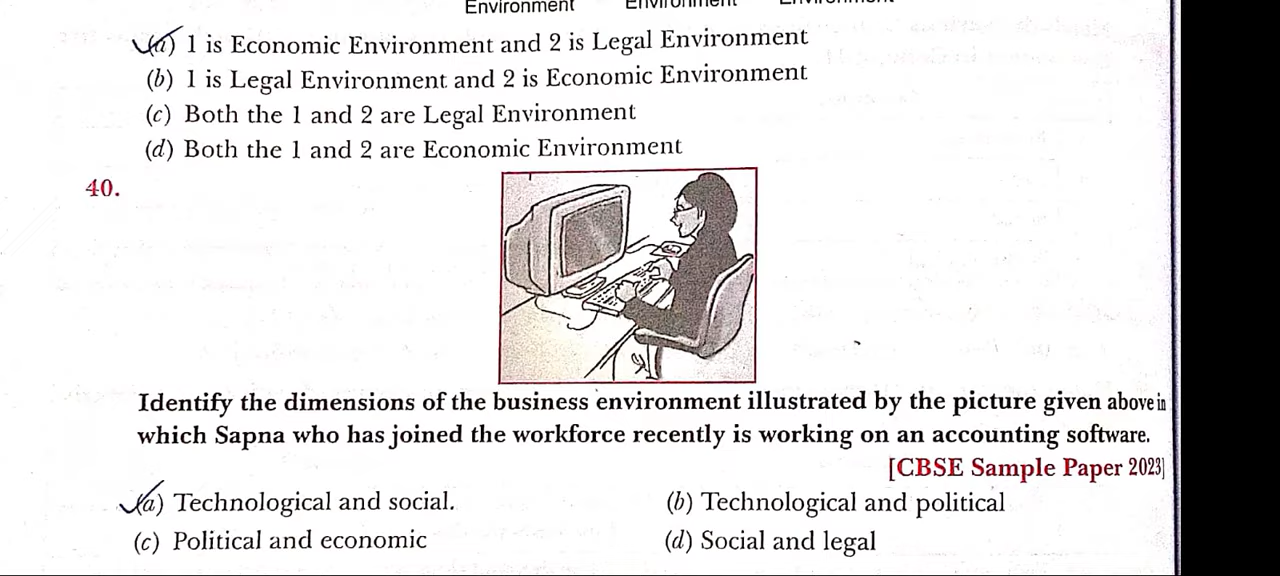 Environment Environment Environment
(a) 1 is Economic Environment and 2 is Legal Environment
(b) 1 is Legal Environment and 2 is Economic Environment
(c) Both the 1 and 2 are Legal Environment
(d) Both the 1 and 2 are Economic Environment
40.
Identify the dimensions of the business environment illustrated by the picture given above in
which Sapna who has joined the workforce recently is working on an accounting software.
[CBSE Sample Paper 2023]
(a) Technological and social. (b) Technological and political
(c) Political and economic (d) Social and legal